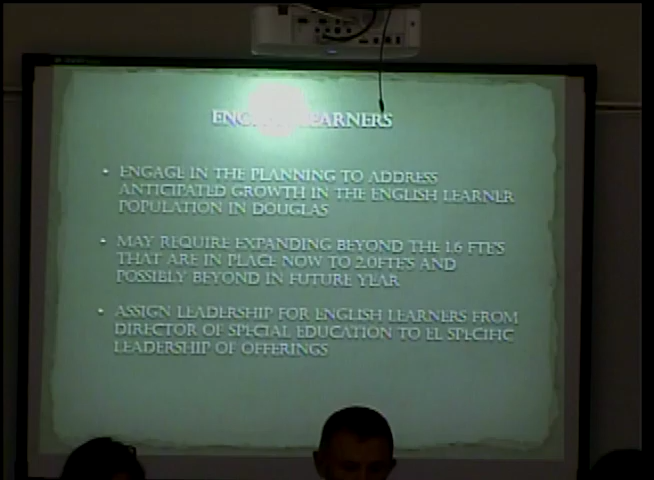 ENGLISH LEARNERS
• ENGAGE IN THE PLANNING TO ADDRESS
ANTICIPATED GROWTH IN THE ENGLISH LEARNER
POPULATION IN DOUGLAS
• MAY REQUIRE EXPANDING BEYOND THE 1.6 FTE'S
THAT ARE IN PLACE NOW TO 2.0FTE'S AND
POSSIBLY BEYOND IN FUTURE YEAR
• ASSIGN LEADERSHIP FOR ENGLISH LEARNERS FROM
DIRECTOR OF SPECIAL EDUCATION TO EL SPECIFIC
LEADERSHIP OF OFFERINGS